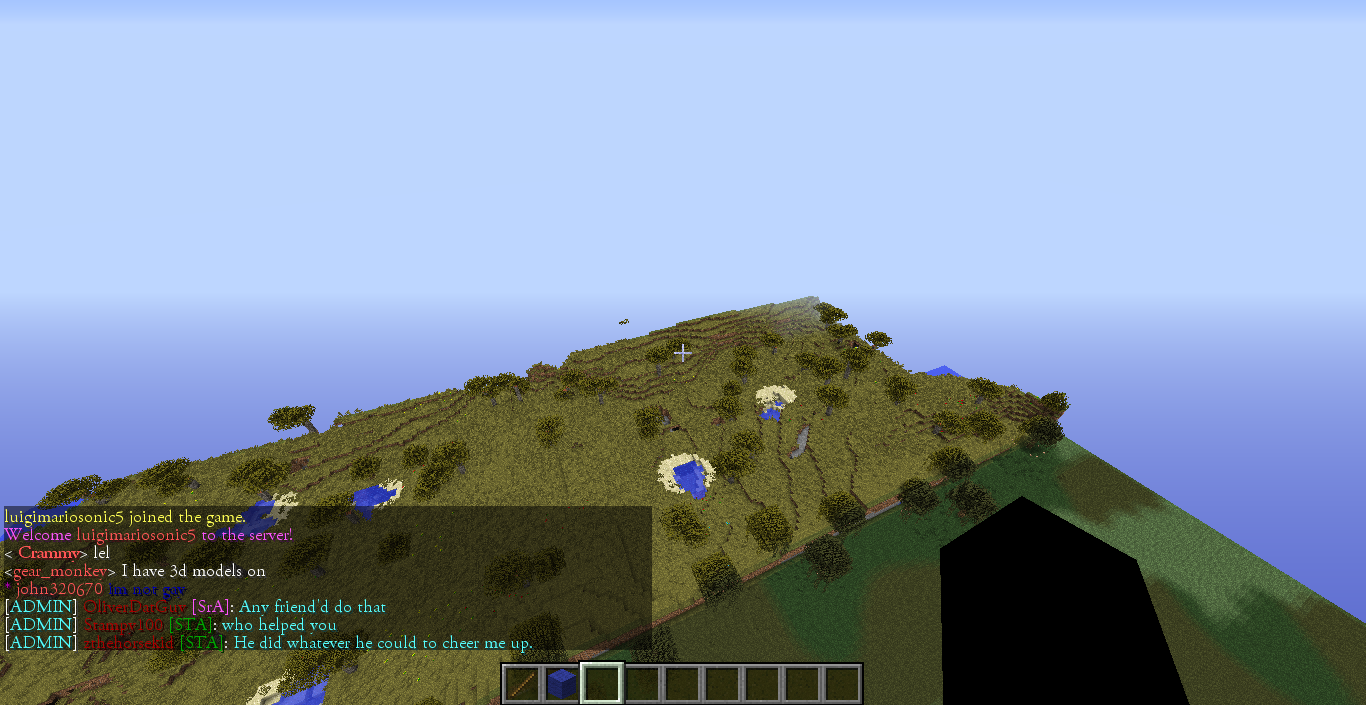 luigimariosonic5 joined the game.
Welcome luigimariosonic5 to the server!
< Crammy> lel
<gear_monkey> I have 3d models on
* john320670 Im not gay
[ADMIN] OliverDatGuy [SrA]: Any friend'd do that
[ADMIN] Stampy100 [STA]: who helped you
[ADMIN] [STA]: He did whatever he could to cheer me up.